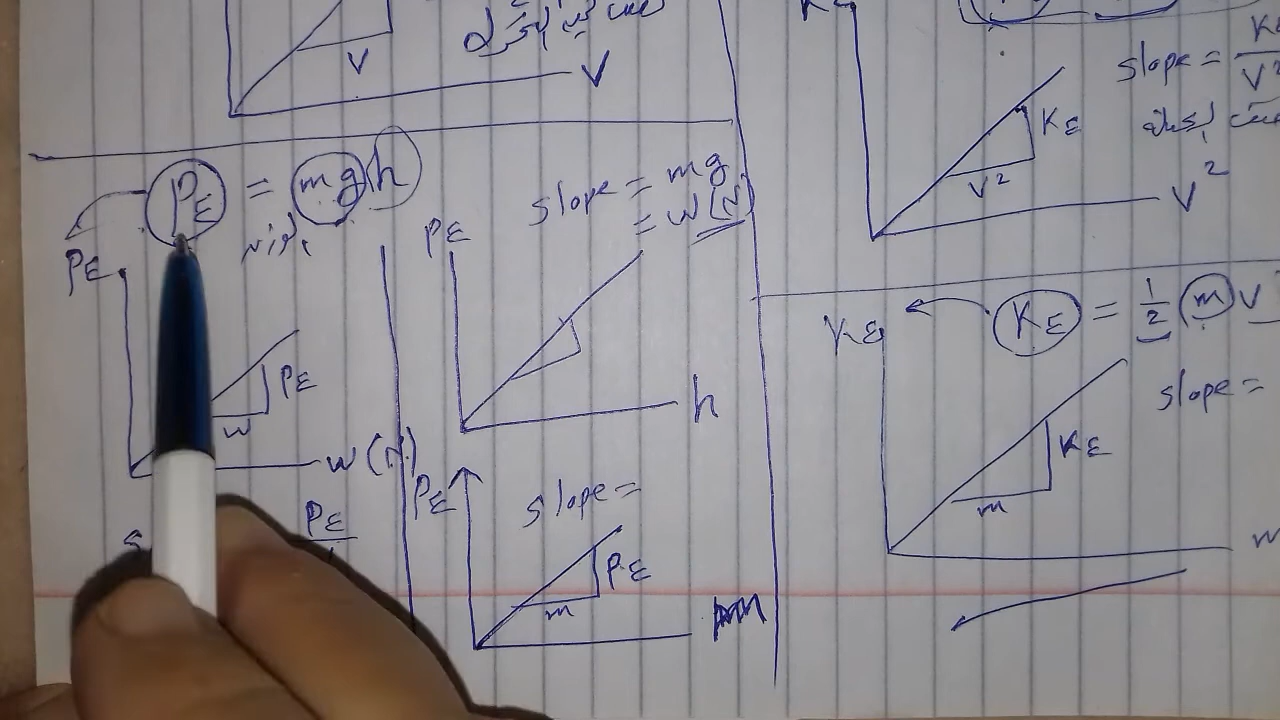 V
V
PE = mgh
slope = mg
= W(N)
PE
PE
W
W(N)
PE
PE
h
PE
slope =
PE
m
m
KE
slope = KE
V²
KE
V²
V²
KE = ½ m V
KE
slope =
KE
m
m